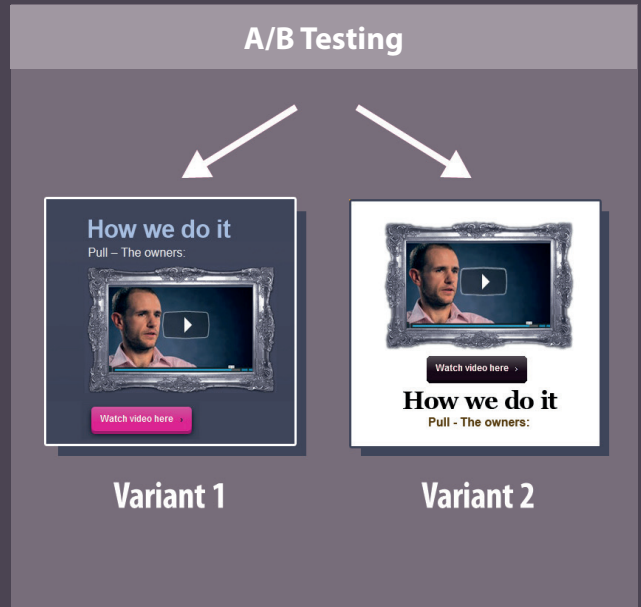 A/B Testing
How we do it
Pull – The owners:
Watch video here ›
Variant 1
Watch video here ›
How we do it
Pull - The owners:
Variant 2